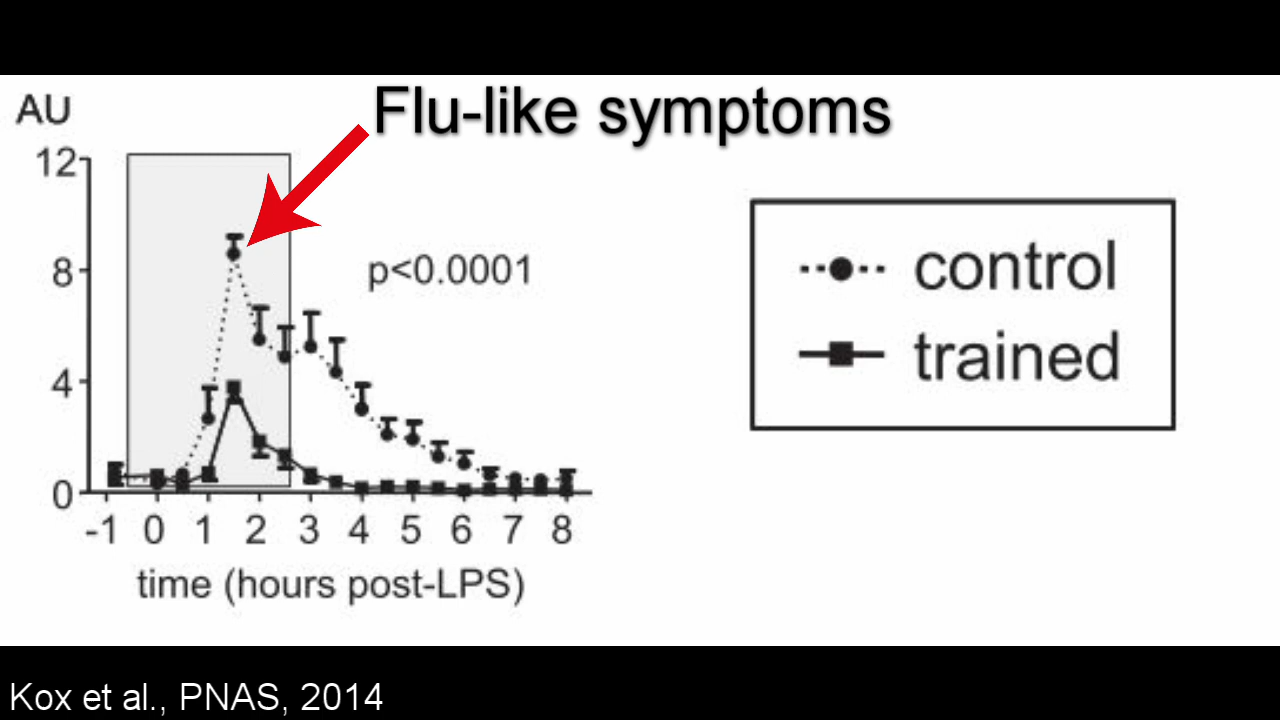 Flu-like symptoms
AU
12
8
4
0
-1 0 1 2 3 4 5 6 7 8
time (hours post-LPS)
p<0.0001
control
trained
Kox et al., PNAS, 2014